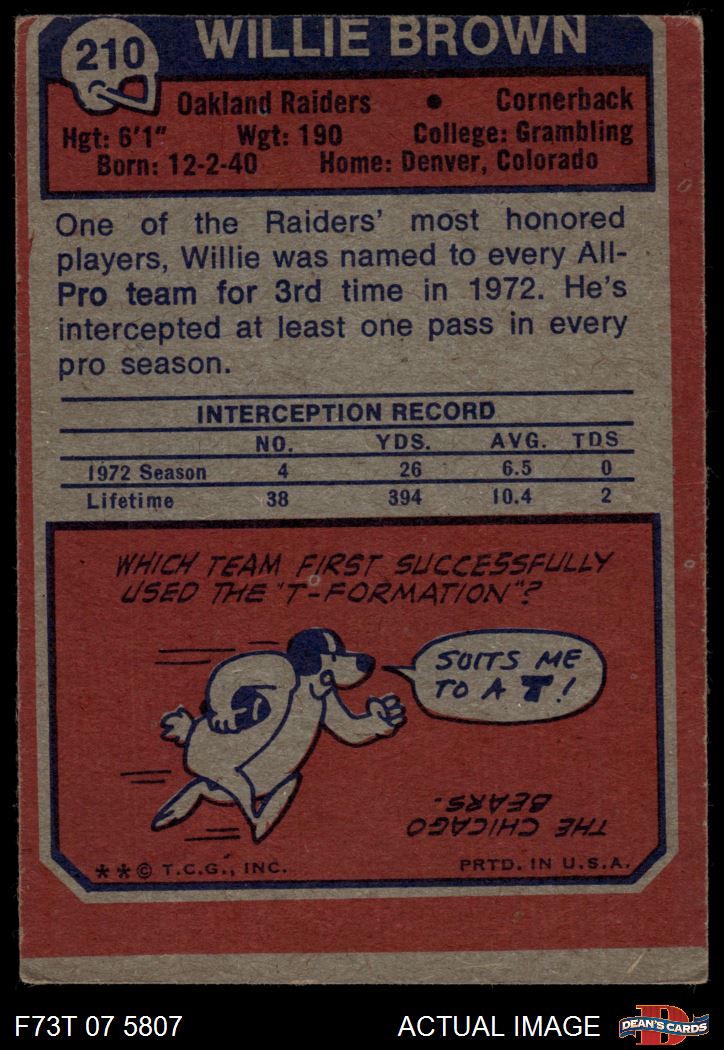 210
WILLIE BROWN
Oakland Raiders • Cornerback
Hgt: 6'1" Wgt: 190 College: Grambling
Born: 12-2-40 Home: Denver, Colorado
One of the Raiders' most honored
players, Willie was named to every All-
Pro team for 3rd time in 1972. He's
intercepted at least one pass in every
pro season.
INTERCEPTION RECORD
NO. YDS. AVG. TDS
1972 Season 4 26 6.5 0
Lifetime 38 394 10.4 2
WHICH TEAM FIRST SUCCESSFULLY
USED THE "T-FORMATION"?
SUITS ME
TO A T!
THE CHICAGO
BEARS.
**© T.C.G., INC. PRTD. IN U.S.A.
F73T 07 5807 ACTUAL IMAGE
D
DEAN'S CARDS